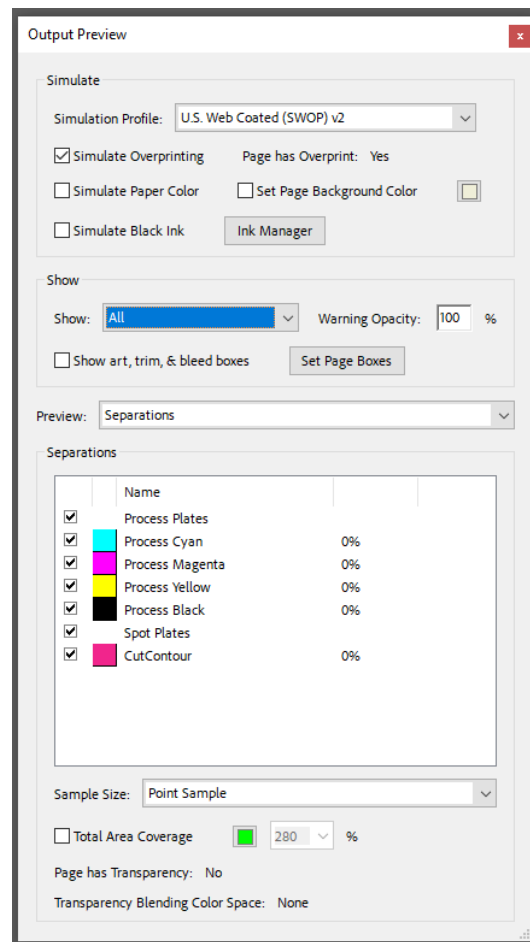 Output Preview
x
Simulate
Simulation Profile: U.S. Web Coated (SWOP) v2
Simulate Overprinting Page has Overprint: Yes
Simulate Paper Color Set Page Background Color
Simulate Black Ink Ink Manager
Show
Show: All Warning Opacity: 100 %
Show art, trim, & bleed boxes Set Page Boxes
Preview: Separations
Separations
Name
Process Plates
Process Cyan 0%
Process Magenta 0%
Process Yellow 0%
Process Black 0%
Spot Plates
CutContour 0%
Sample Size: Point Sample
Total Area Coverage 280 %
Page has Transparency: No
Transparency Blending Color Space: None